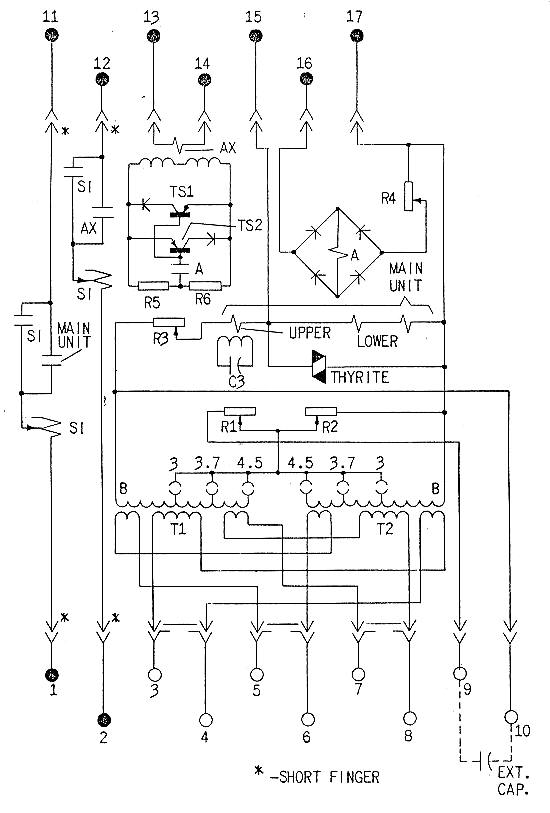 11
13
15
17
12
14
16
*
*
AX
SI
TS1
R4
AX
TS2
A
A
SI
R5
R6
MAIN
UNIT
SI
MAIN
UNIT
R3
UPPER
LOWER
C3
THYRITE
SI
R1
R2
3 3.7 4.5 4.5 3.7 3
B
B
T1
T2
*
*
1
3
5
7
9
2
4
6
8
10
* -SHORT FINGER
EXT.
CAP.